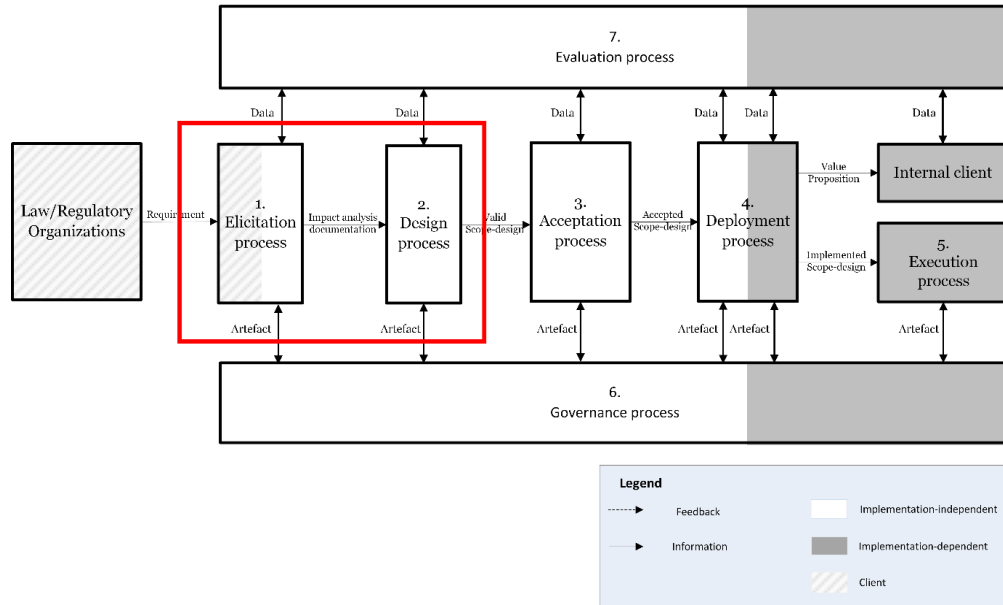 7.
Evaluation process
Data
Data
Data
Data
Data
Data
Law/Regulatory
Organizations
Requirement
1.
Elicitation
process
Impact analysis
documentation
2.
Design
process
Valid
Scope-design
3.
Acceptation
process
Accepted
Scope-design
4.
Deployment
process
Value
Proposition
Internal client
Implemented
Scope-design
5.
Execution
process
Artefact
Artefact
Artefact
Artefact
Artefact
Artefact
6.
Governance process
Legend
Feedback
Implementation-independent
Information
Implementation-dependent
Client